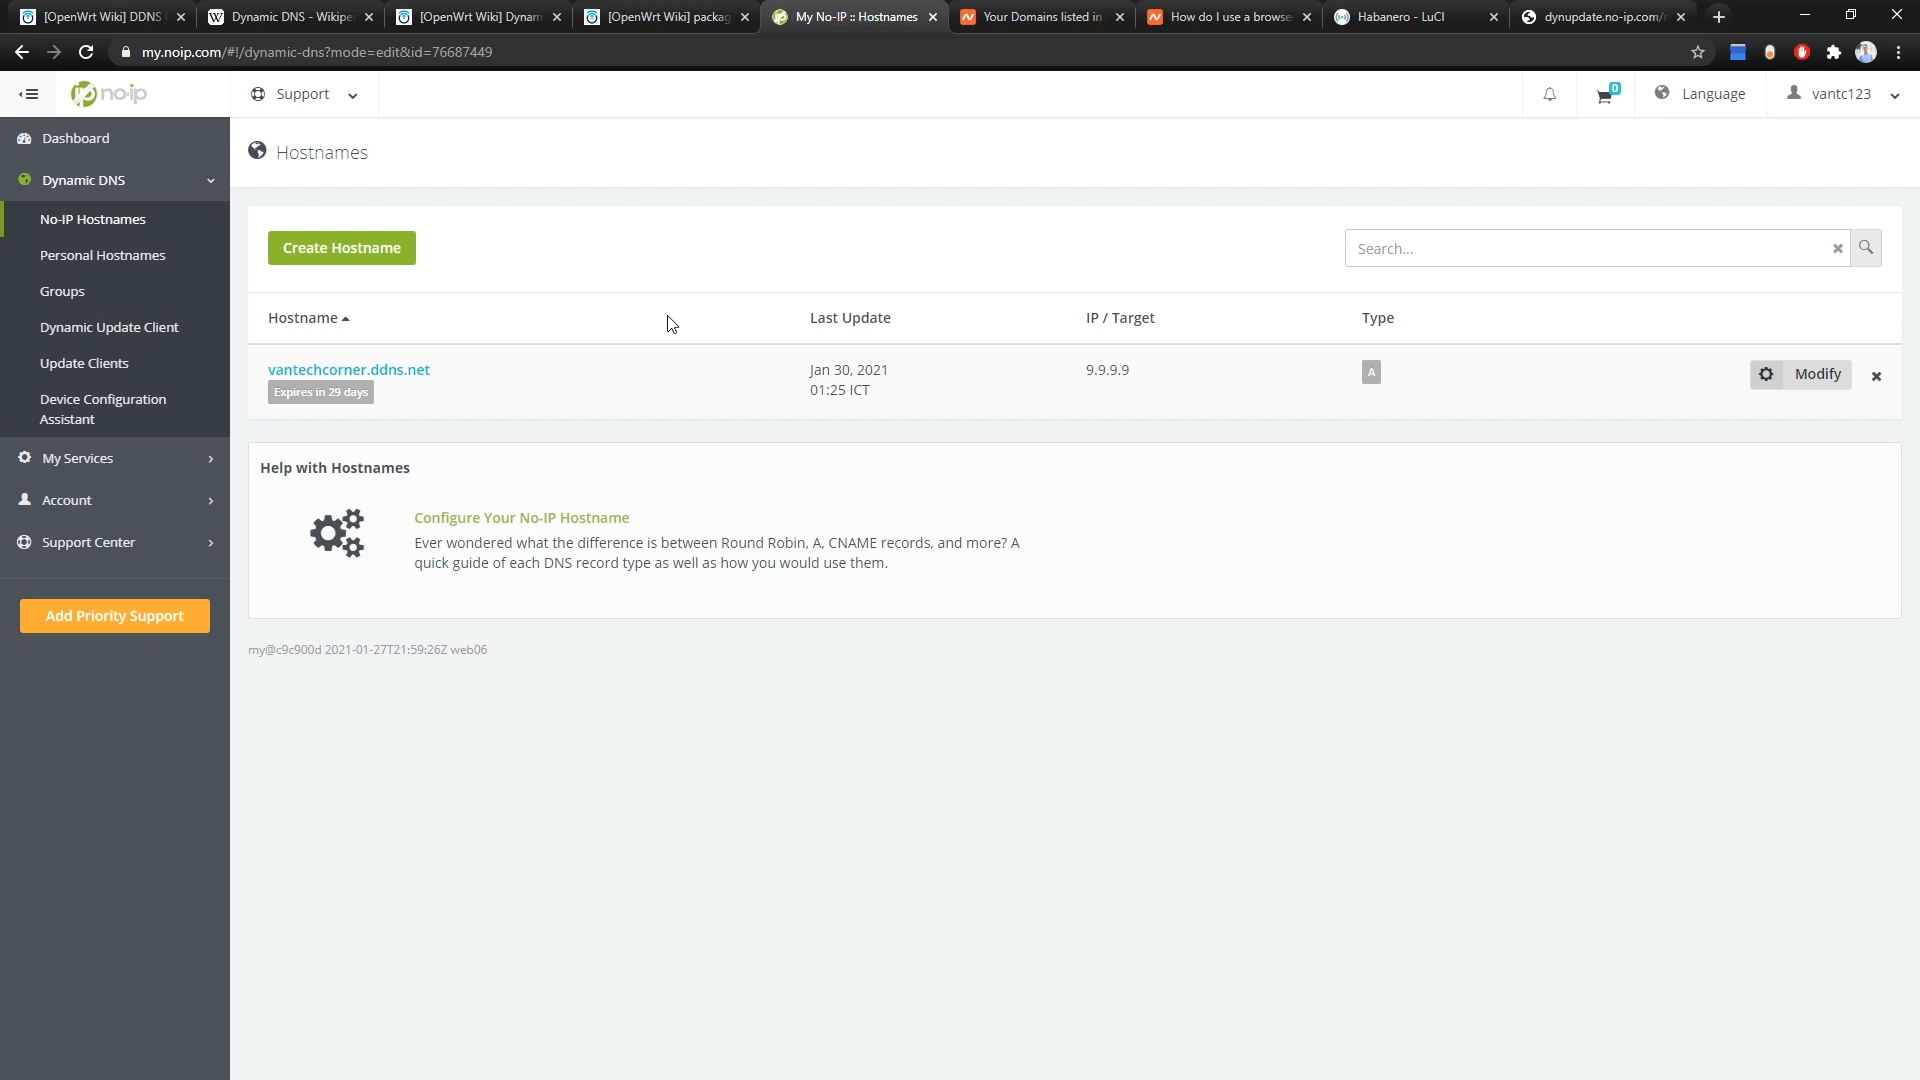 [OpenWrt Wiki] DDNS
Dynamic DNS - Wikipe
[OpenWrt Wiki] Dynam
[OpenWrt Wiki] packag
My No-IP :: Hostnames
Your Domains listed in
How do I use a browse
Habanero - LuCI
dynupdate.no-ip.com/
my.noip.com/#!/dynamic-dns?mode=edit&id=76687449
no-ip
Support
0
Language
vantc123
Dashboard
Dynamic DNS
No-IP Hostnames
Personal Hostnames
Groups
Dynamic Update Client
Update Clients
Device Configuration
Assistant
My Services
Account
Support Center
Add Priority Support
Hostnames
Create Hostname
Search...
Hostname
Last Update
IP / Target
Type
vantechcorner.ddns.net
Expires in 29 days
Jan 30, 2021
01:25 ICT
9.9.9.9
A
Modify
Help with Hostnames
Configure Your No-IP Hostname
Ever wondered what the difference is between Round Robin, A, CNAME records, and more? A
quick guide of each DNS record type as well as how you would use them.
my@c9c900d 2021-01-27T21:59:26Z web06